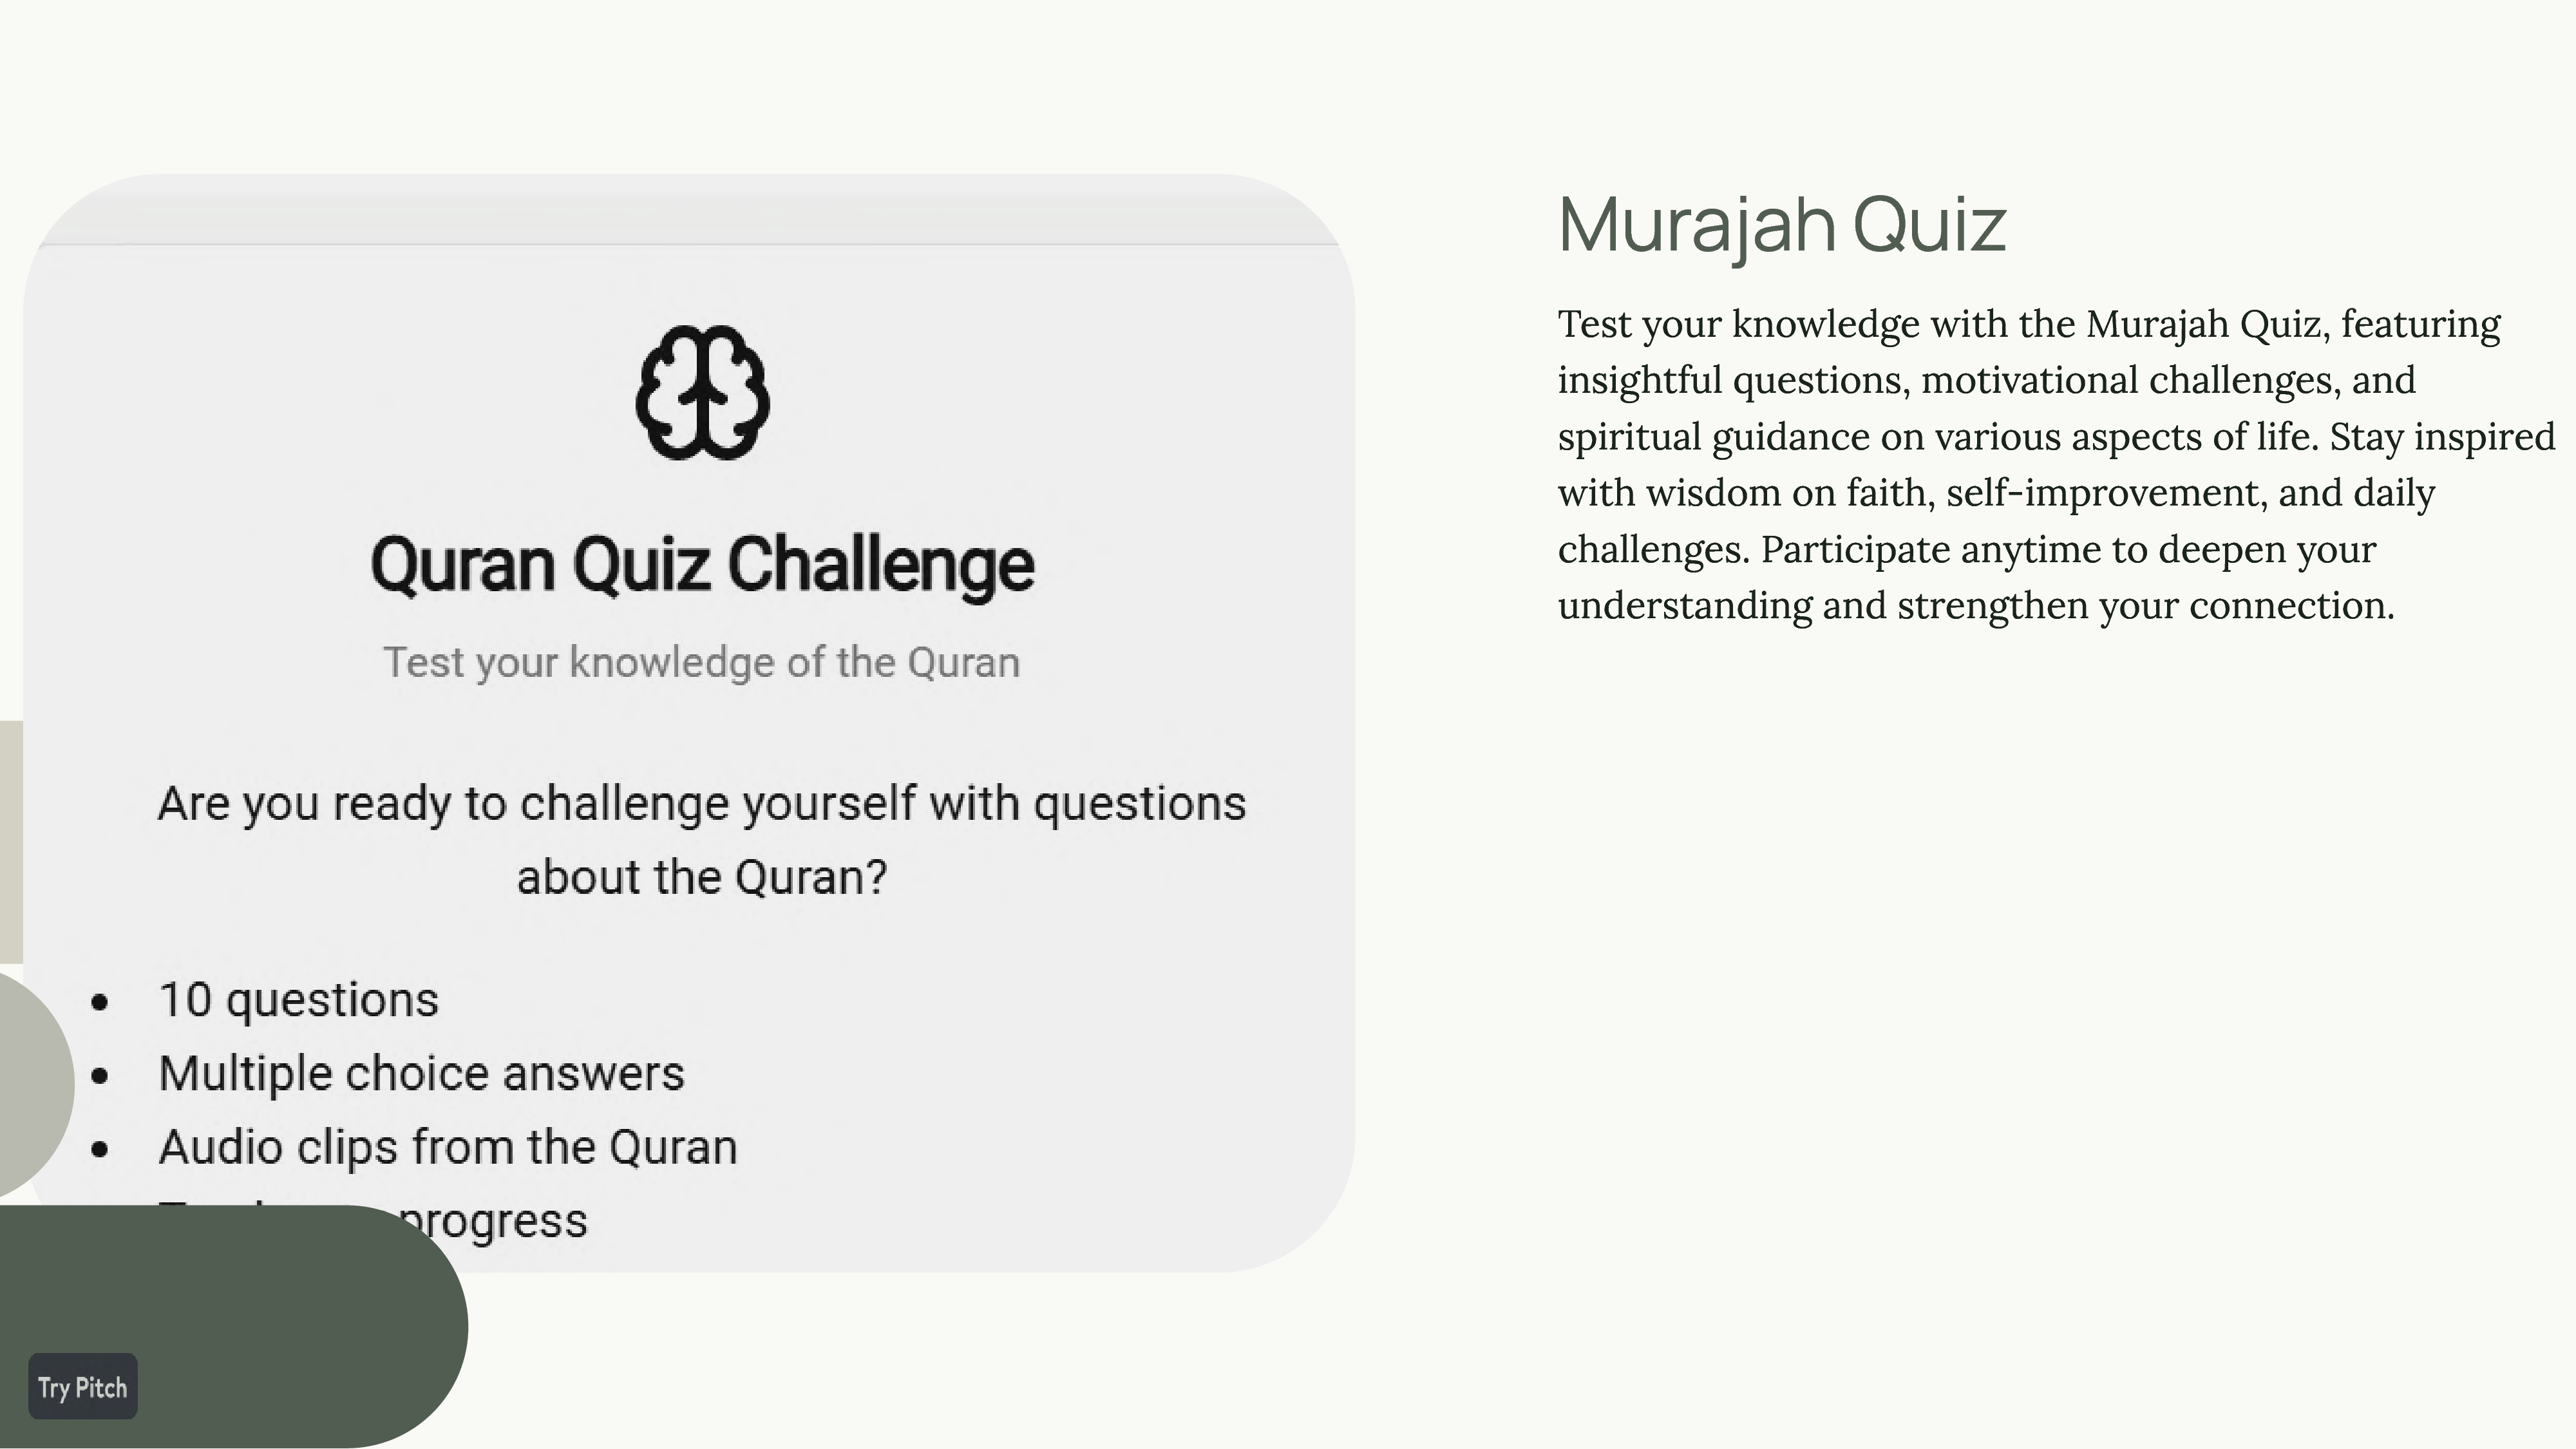 Quran Quiz Challenge
Test your knowledge of the Quran
Are you ready to challenge yourself with questions
about the Quran?
• 10 questions
• Multiple choice answers
• Audio clips from the Quran
progress
Try Pitch
Murajah Quiz
Test your knowledge with the Murajah Quiz, featuring
insightful questions, motivational challenges, and
spiritual guidance on various aspects of life. Stay inspired
with wisdom on faith, self-improvement, and daily
challenges. Participate anytime to deepen your
understanding and strengthen your connection.